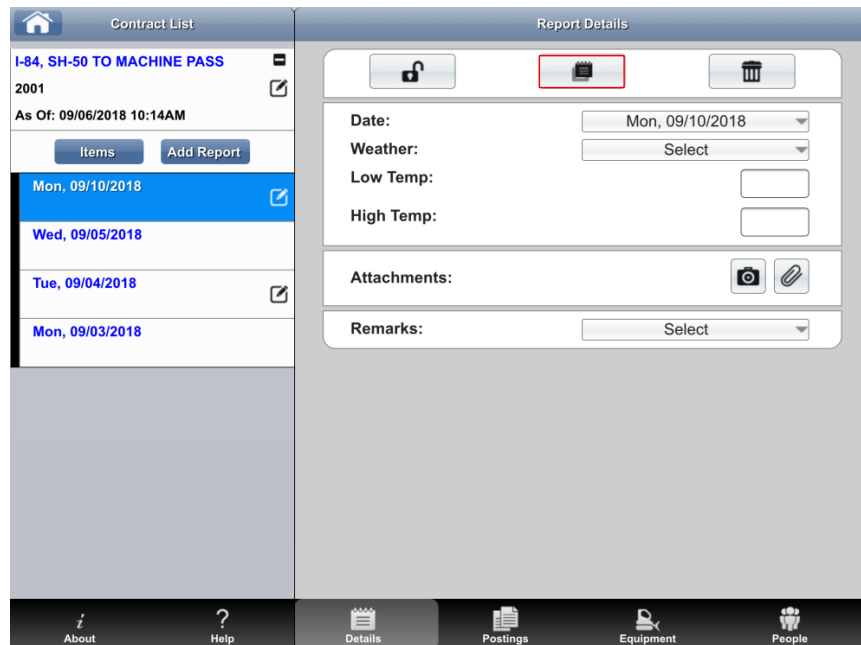 Contract List
I-84, SH-50 TO MACHINE PASS
2001
As Of: 09/06/2018 10:14AM
Items Add Report
Mon, 09/10/2018
Wed, 09/05/2018
Tue, 09/04/2018
Mon, 09/03/2018
Report Details
Date: Mon, 09/10/2018
Weather: Select
Low Temp:
High Temp:
Attachments:
Remarks: Select
i ?
About Help Details Postings Equipment People